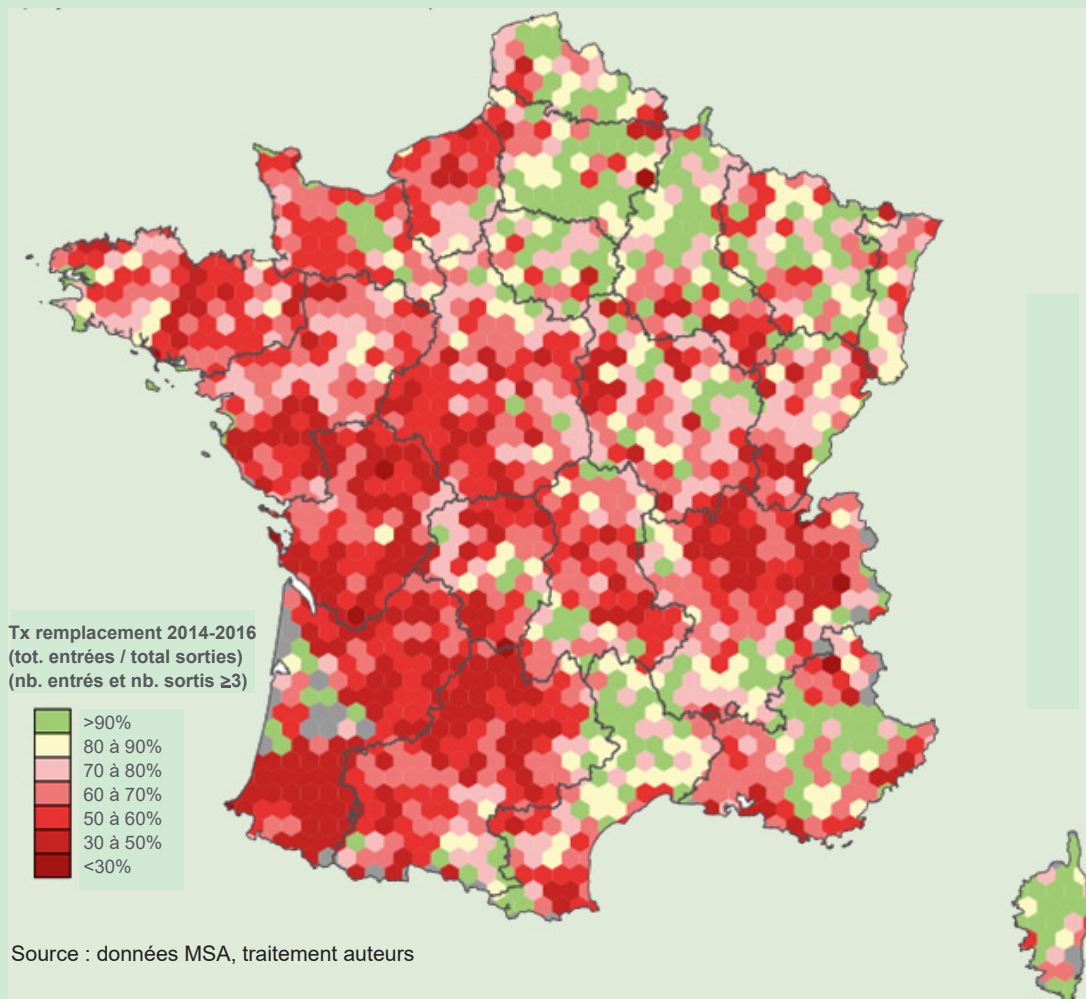 Tx remplacement 2014-2016
(tot. entrées / total sorties)
(nb. entrés et nb. sortis ≥3)
>90%
80 à 90%
70 à 80%
60 à 70%
50 à 60%
30 à 50%
<30%
Source : données MSA, traitement auteurs